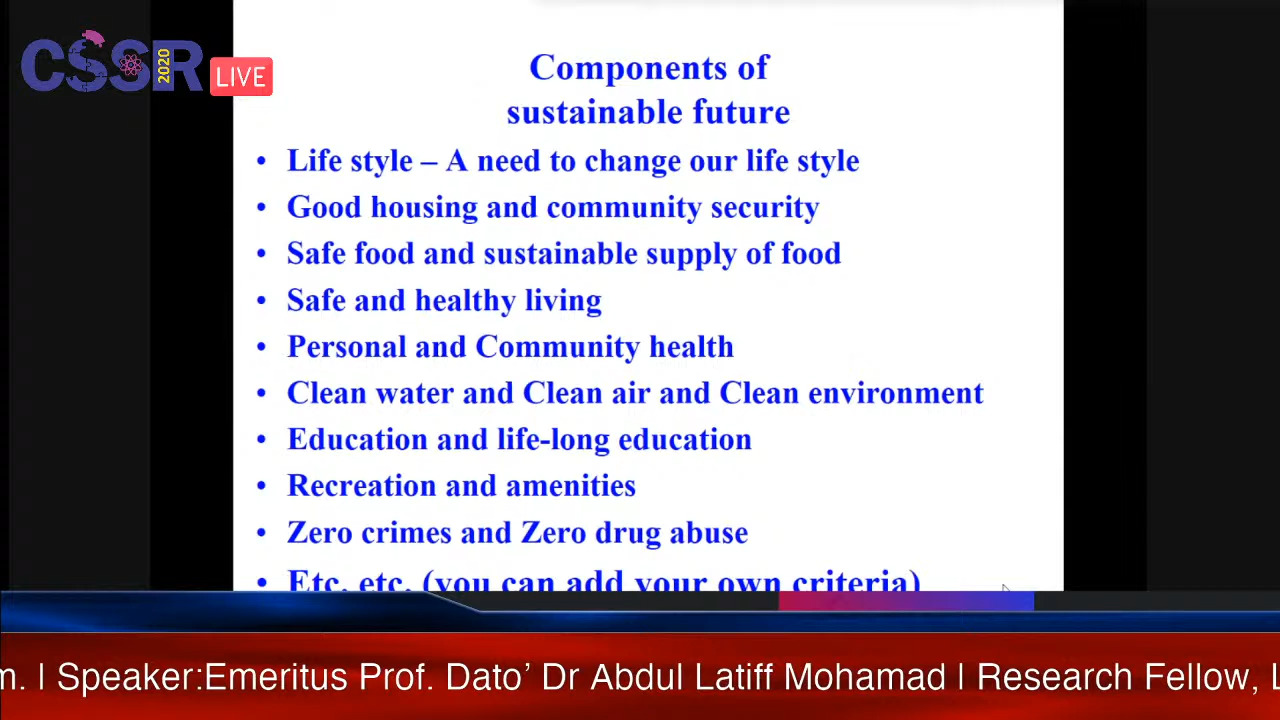 CSSR
2020
LIVE
Components of
sustainable future
• Life style – A need to change our life style
• Good housing and community security
• Safe food and sustainable supply of food
• Safe and healthy living
• Personal and Community health
• Clean water and Clean air and Clean environment
• Education and life-long education
• Recreation and amenities
• Zero crimes and Zero drug abuse
• Etc. etc. (you can add your own criteria)
m. | Speaker:Emeritus Prof. Dato’ Dr Abdul Latiff Mohamad | Research Fellow, L